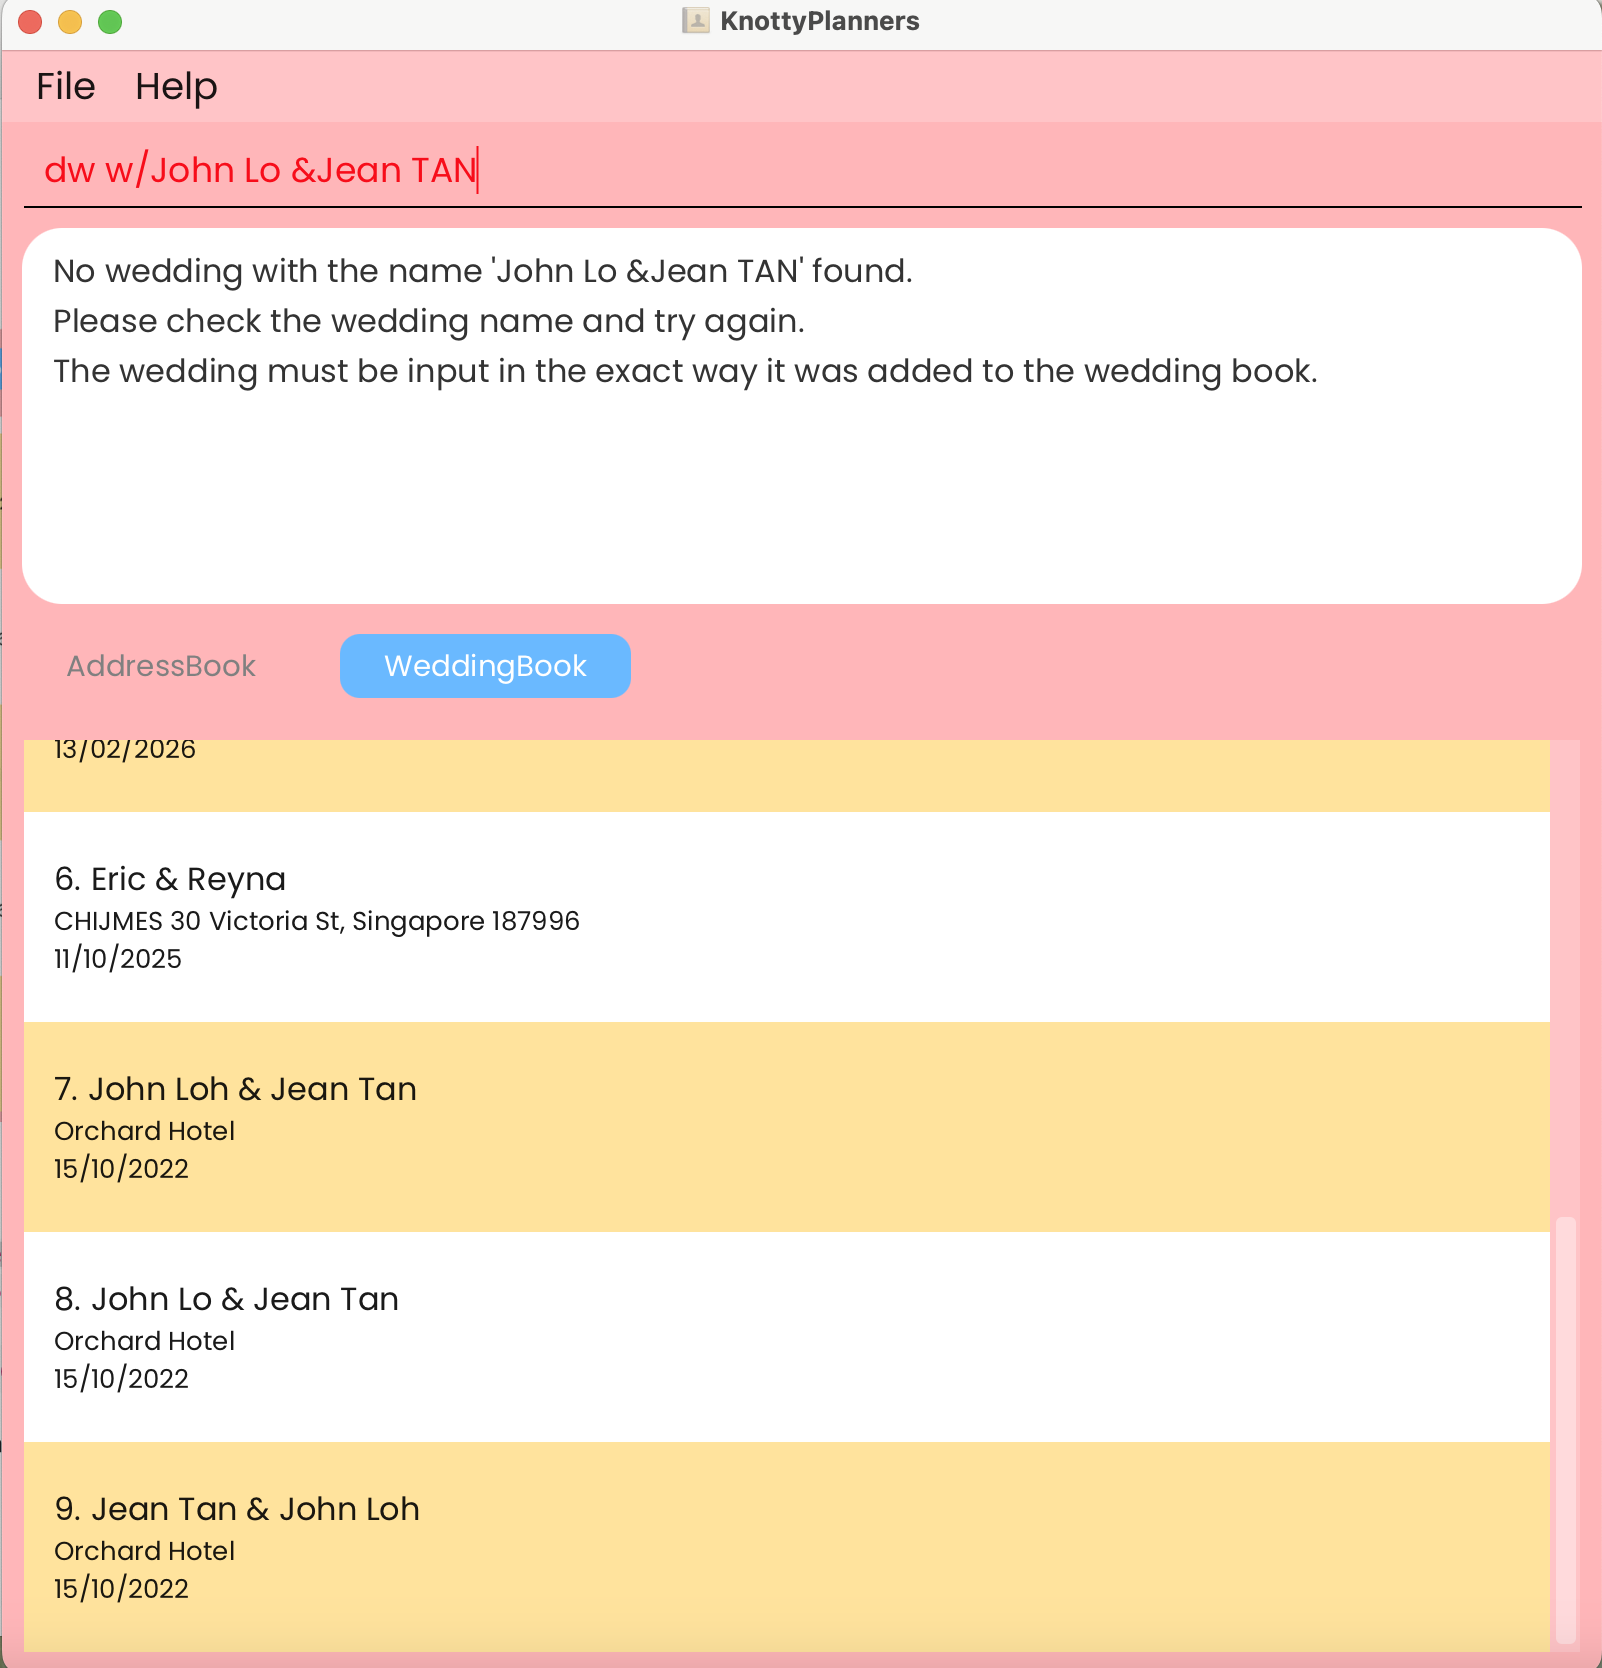 KnottyPlanners
File Help
dw w/John Lo &Jean TAN
No wedding with the name 'John Lo &Jean TAN' found.
Please check the wedding name and try again.
The wedding must be input in the exact way it was added to the wedding book.
AddressBook WeddingBook
13/02/2026
6. Eric & Reyna
CHIJMES 30 Victoria St, Singapore 187996
11/10/2025
7. John Loh & Jean Tan
Orchard Hotel
15/10/2022
8. John Lo & Jean Tan
Orchard Hotel
15/10/2022
9. Jean Tan & John Loh
Orchard Hotel
15/10/2022